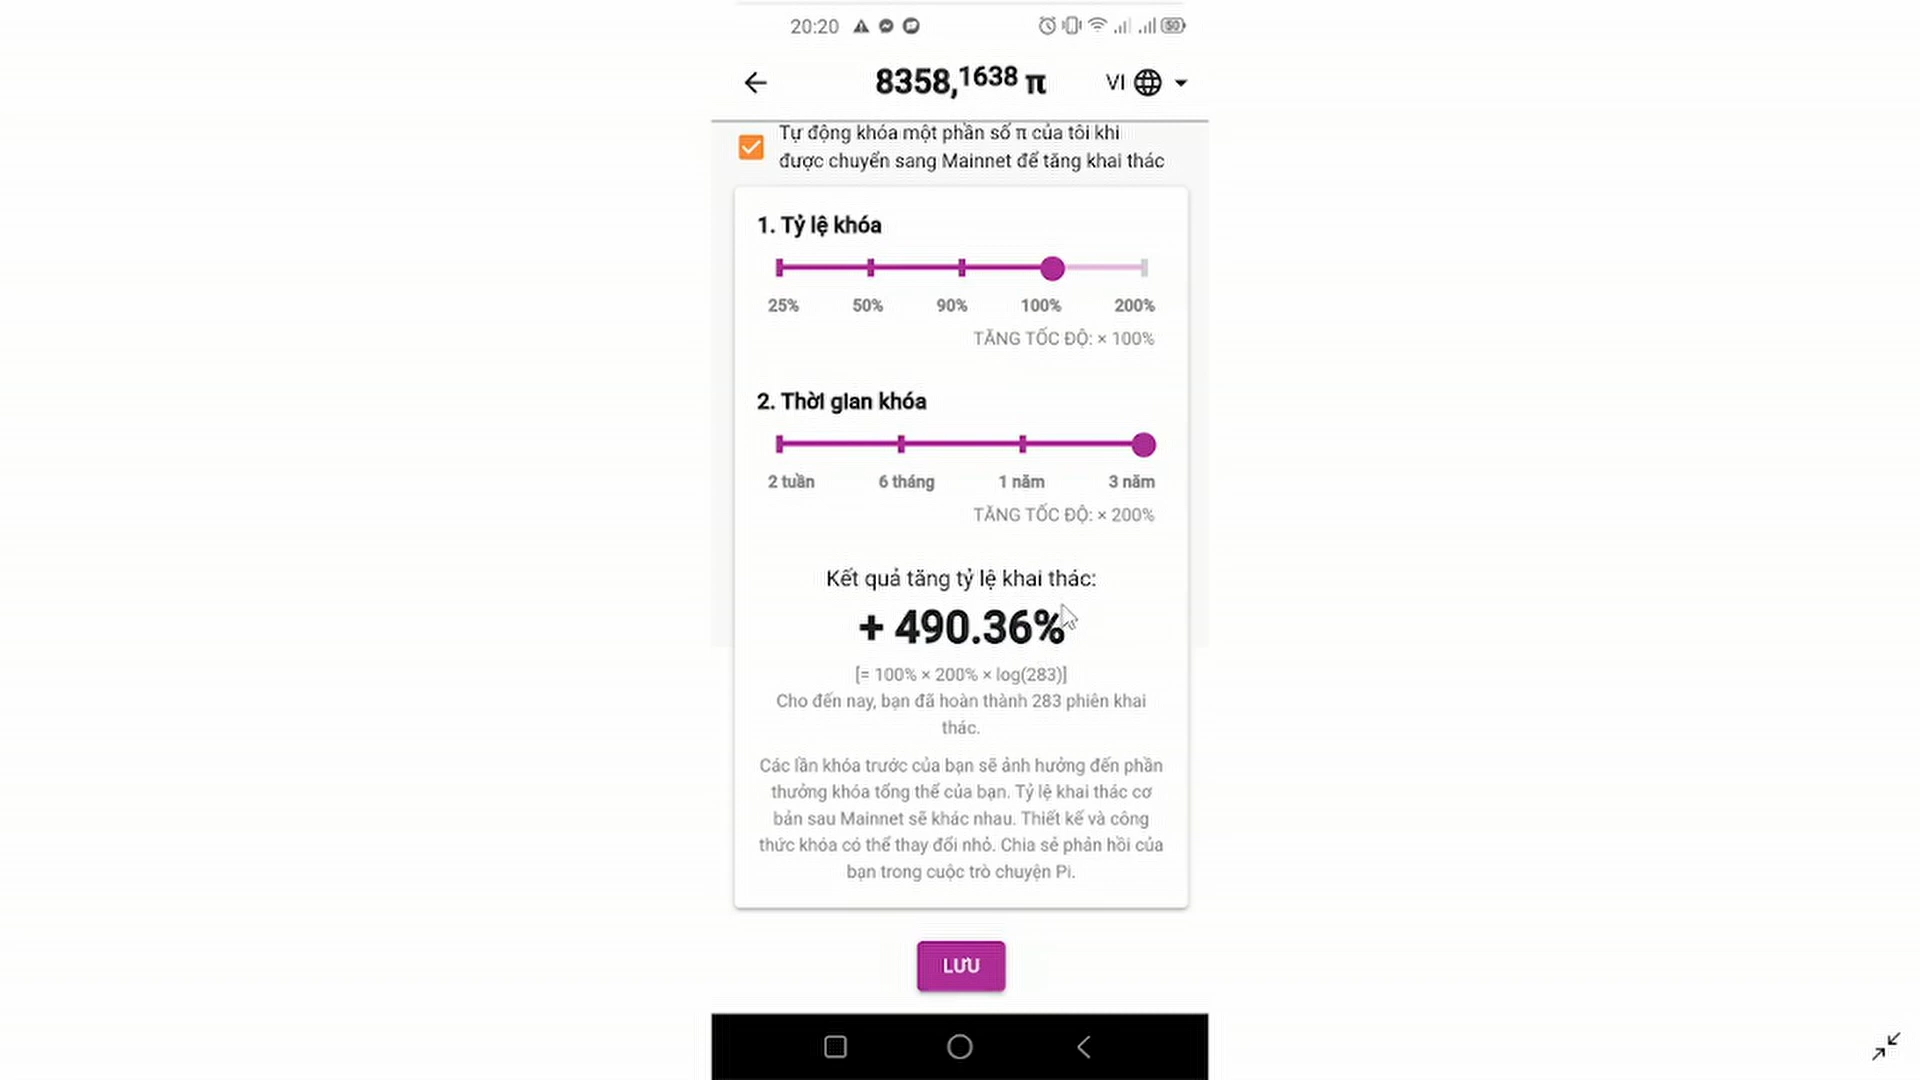 20:20
50
8358,1638 π
VI
Tự động khóa một phần số π của tôi khi
được chuyển sang Mainnet để tăng khai thác
1. Tỷ lệ khóa
25% 50% 90% 100% 200%
TĂNG TỐC ĐỘ: × 100%
2. Thời gian khóa
2 tuần 6 tháng 1 năm 3 năm
TĂNG TỐC ĐỘ: × 200%
Kết quả tăng tỷ lệ khai thác:
+ 490.36%
[= 100% × 200% × log(283)]
Cho đến nay, bạn đã hoàn thành 283 phiên khai
thác.
Các lần khóa trước của bạn sẽ ảnh hưởng đến phần
thưởng khóa tổng thể của bạn. Tỷ lệ khai thác cơ
bản sau Mainnet sẽ khác nhau. Thiết kế và công
thức khóa có thể thay đổi nhỏ. Chia sẻ phản hồi của
bạn trong cuộc trò chuyện Pi.
LƯU